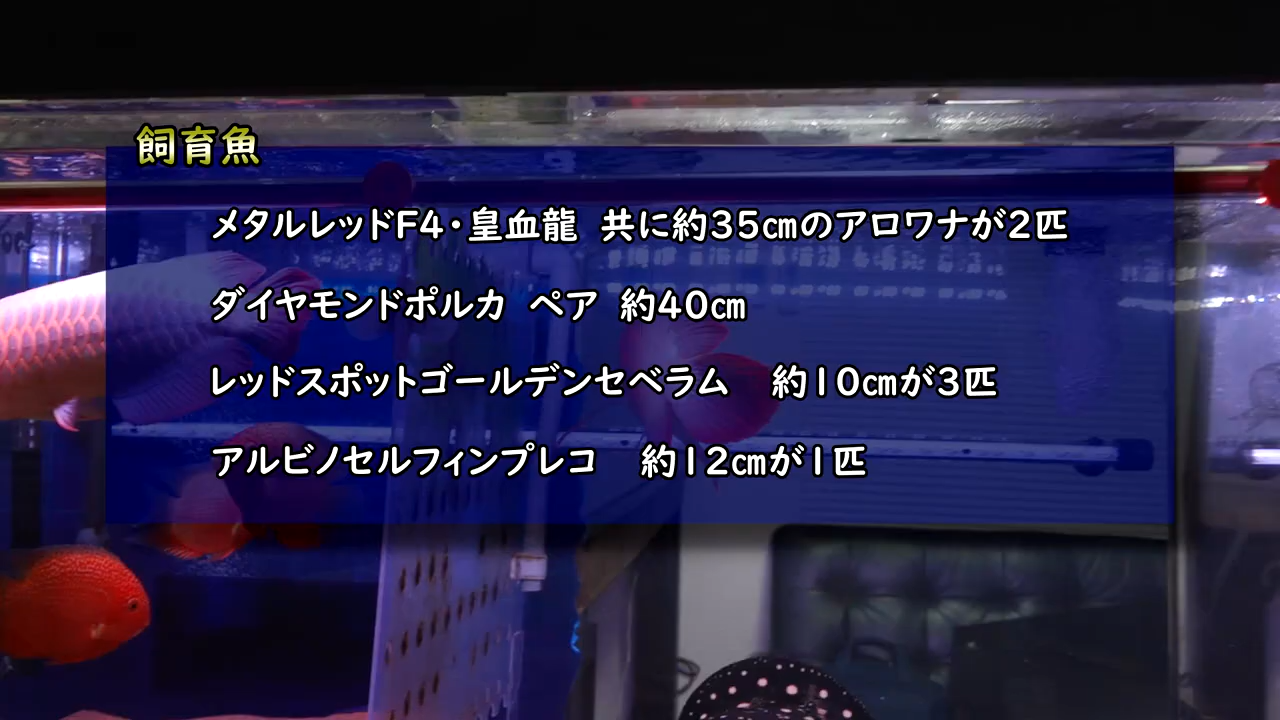 飼育魚
メタルレッドF4・皇血龍 共に約35㎝のアロワナが2匹
ダイヤモンドポルカ ペア 約40㎝
レッドスポットゴールデンセベラム 約10㎝が3匹
アルビノセルフィンプレコ 約12㎝が1匹